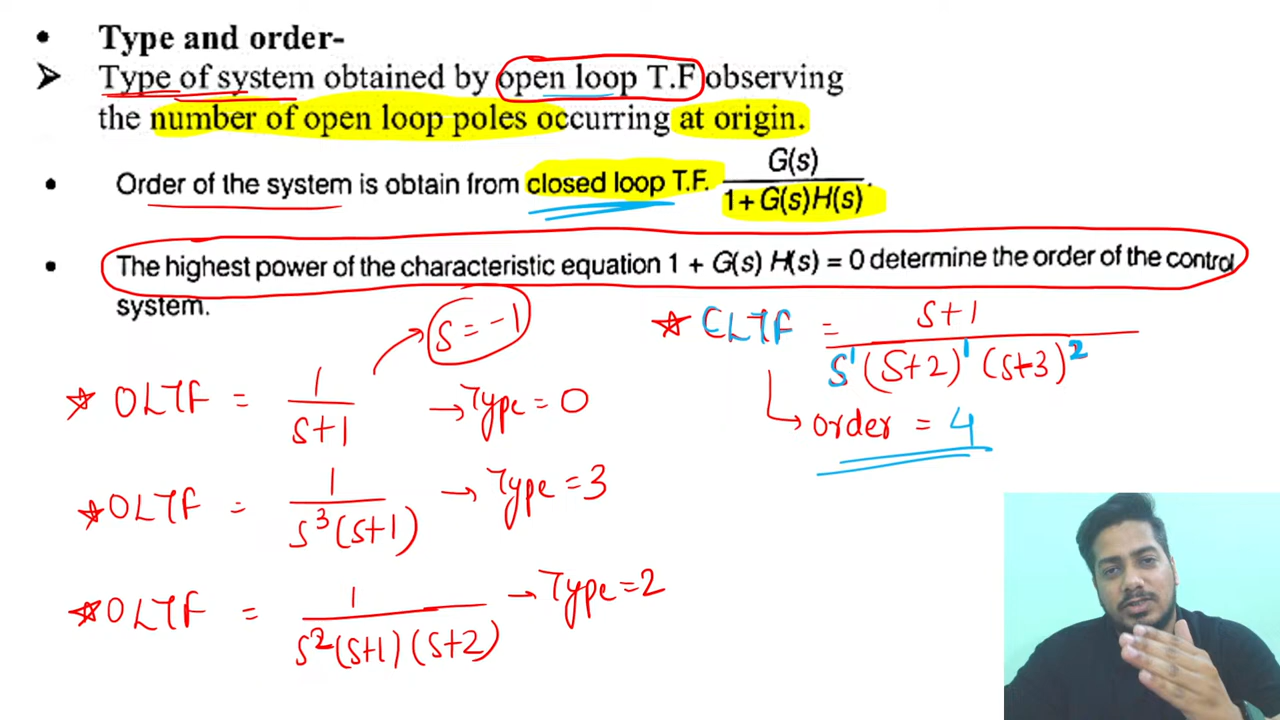 • Type and order-
➤ Type of system obtained by open loop T.F observing
the number of open loop poles occurring at origin.
• Order of the system is obtain from closed loop T.F. G(s) / 1 + G(s)H(s).
• The highest power of the characteristic equation 1 + G(s) H(s) = 0 determine the order of the control
system.
s = -1
☆ OLTF = 1 / s+1 → Type = 0
☆ OLTF = 1 / s³(s+1) → Type = 3
☆ OLTF = 1 / s²(s+1)(s+2) → Type = 2
☆ CLTF = s+1 / s¹(s+2)¹(s+3)²
↳ order = 4